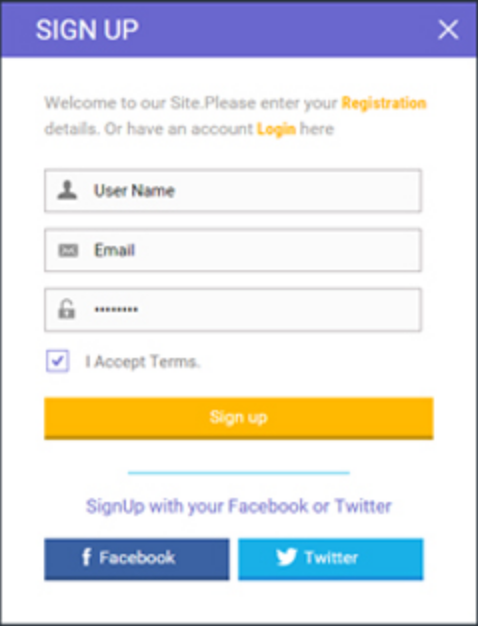 SIGN UP
Welcome to our Site.Please enter your Registration
details. Or have an account Login here
User Name
Email
••••••••
I Accept Terms.
Sign up
SignUp with your Facebook or Twitter
f Facebook
Twitter